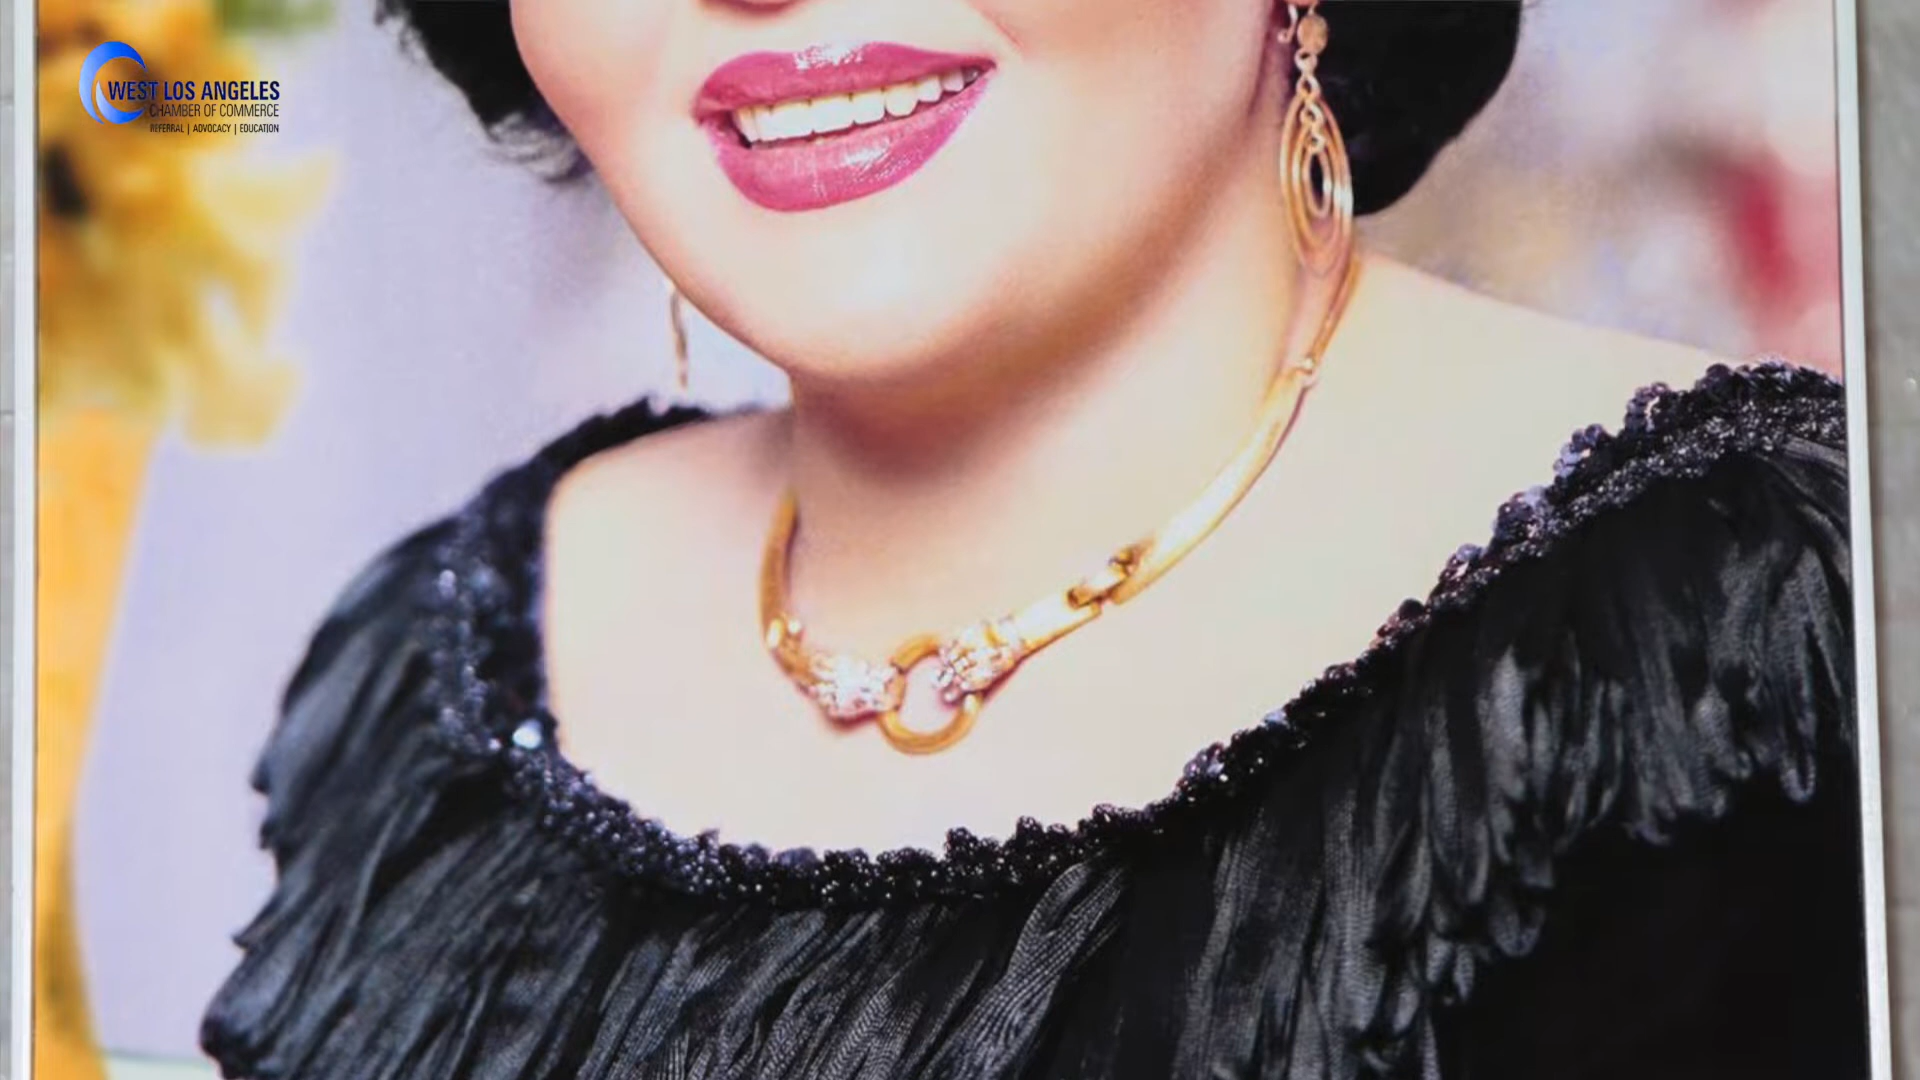 WEST LOS ANGELES
CHAMBER OF COMMERCE
REFERRAL | ADVOCACY | EDUCATION